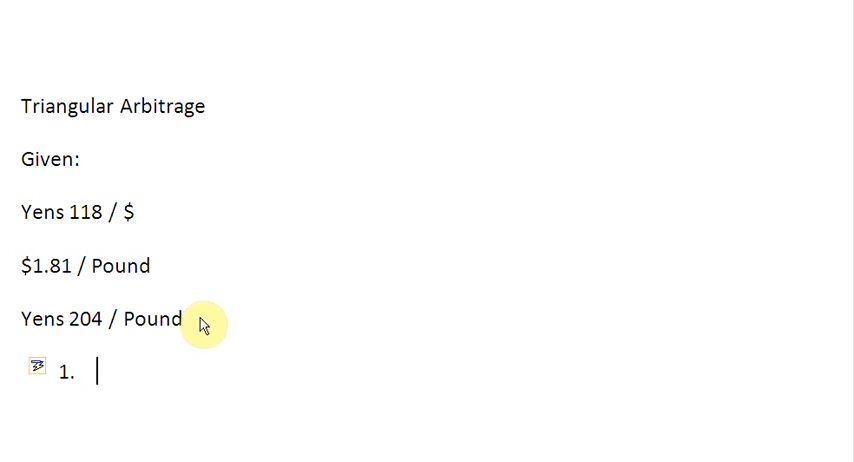 Triangular Arbitrage
Given:
Yens 118 / $
$1.81 / Pound
Yens 204 / Pound
1.